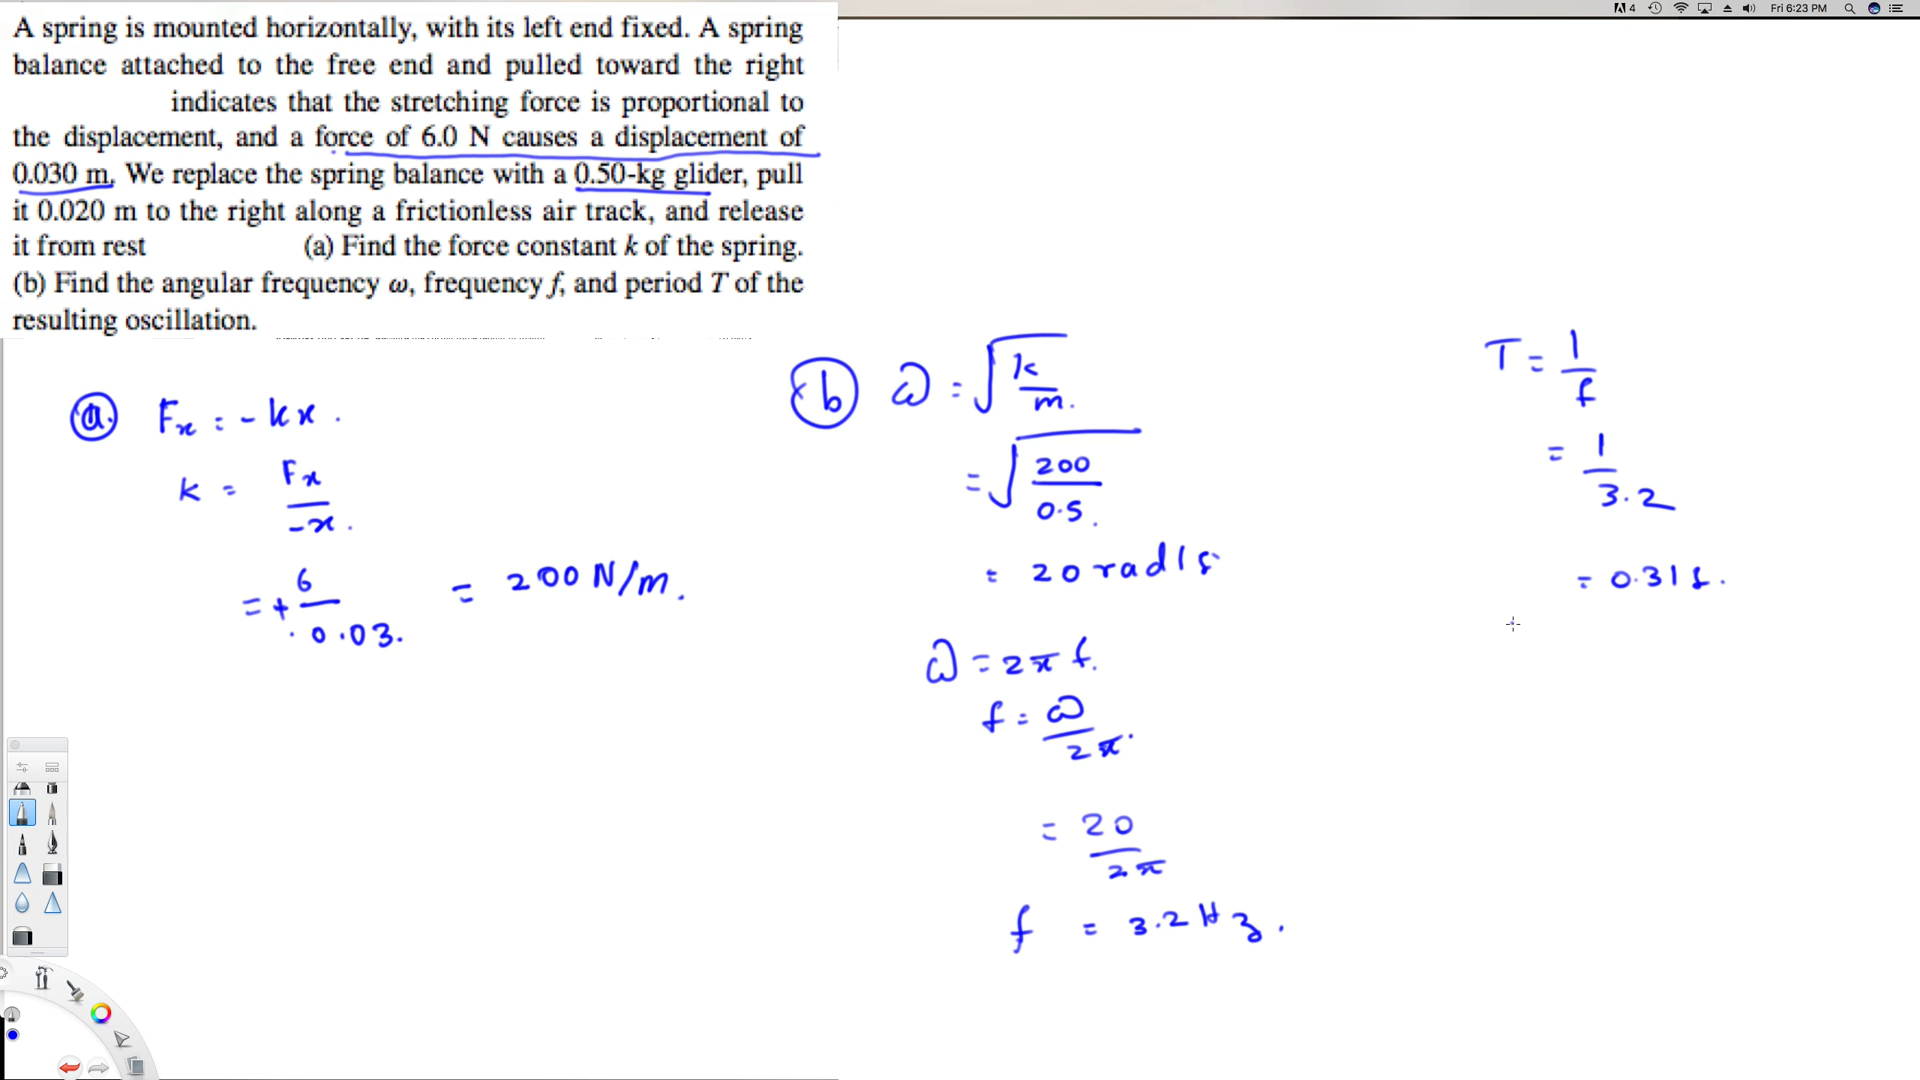 4 Fri 6:23 PM
A spring is mounted horizontally, with its left end fixed. A spring
balance attached to the free end and pulled toward the right
indicates that the stretching force is proportional to
the displacement, and a force of 6.0 N causes a displacement of
0.030 m. We replace the spring balance with a 0.50-kg glider, pull
it 0.020 m to the right along a frictionless air track, and release
it from rest (a) Find the force constant k of the spring.
(b) Find the angular frequency ω, frequency f, and period T of the
resulting oscillation.
(a.) Fx = -kx.
k = Fx / -x.
= + 6 / 0.03. = 200 N/m.
(b) ω = √(k/m.)
= √(200/0.5.)
= 20 rad/s
ω = 2π f.
f = ω / 2π.
= 20 / 2π
f = 3.2 Hz.
T = 1 / f
= 1 / 3.2
= 0.31 s.